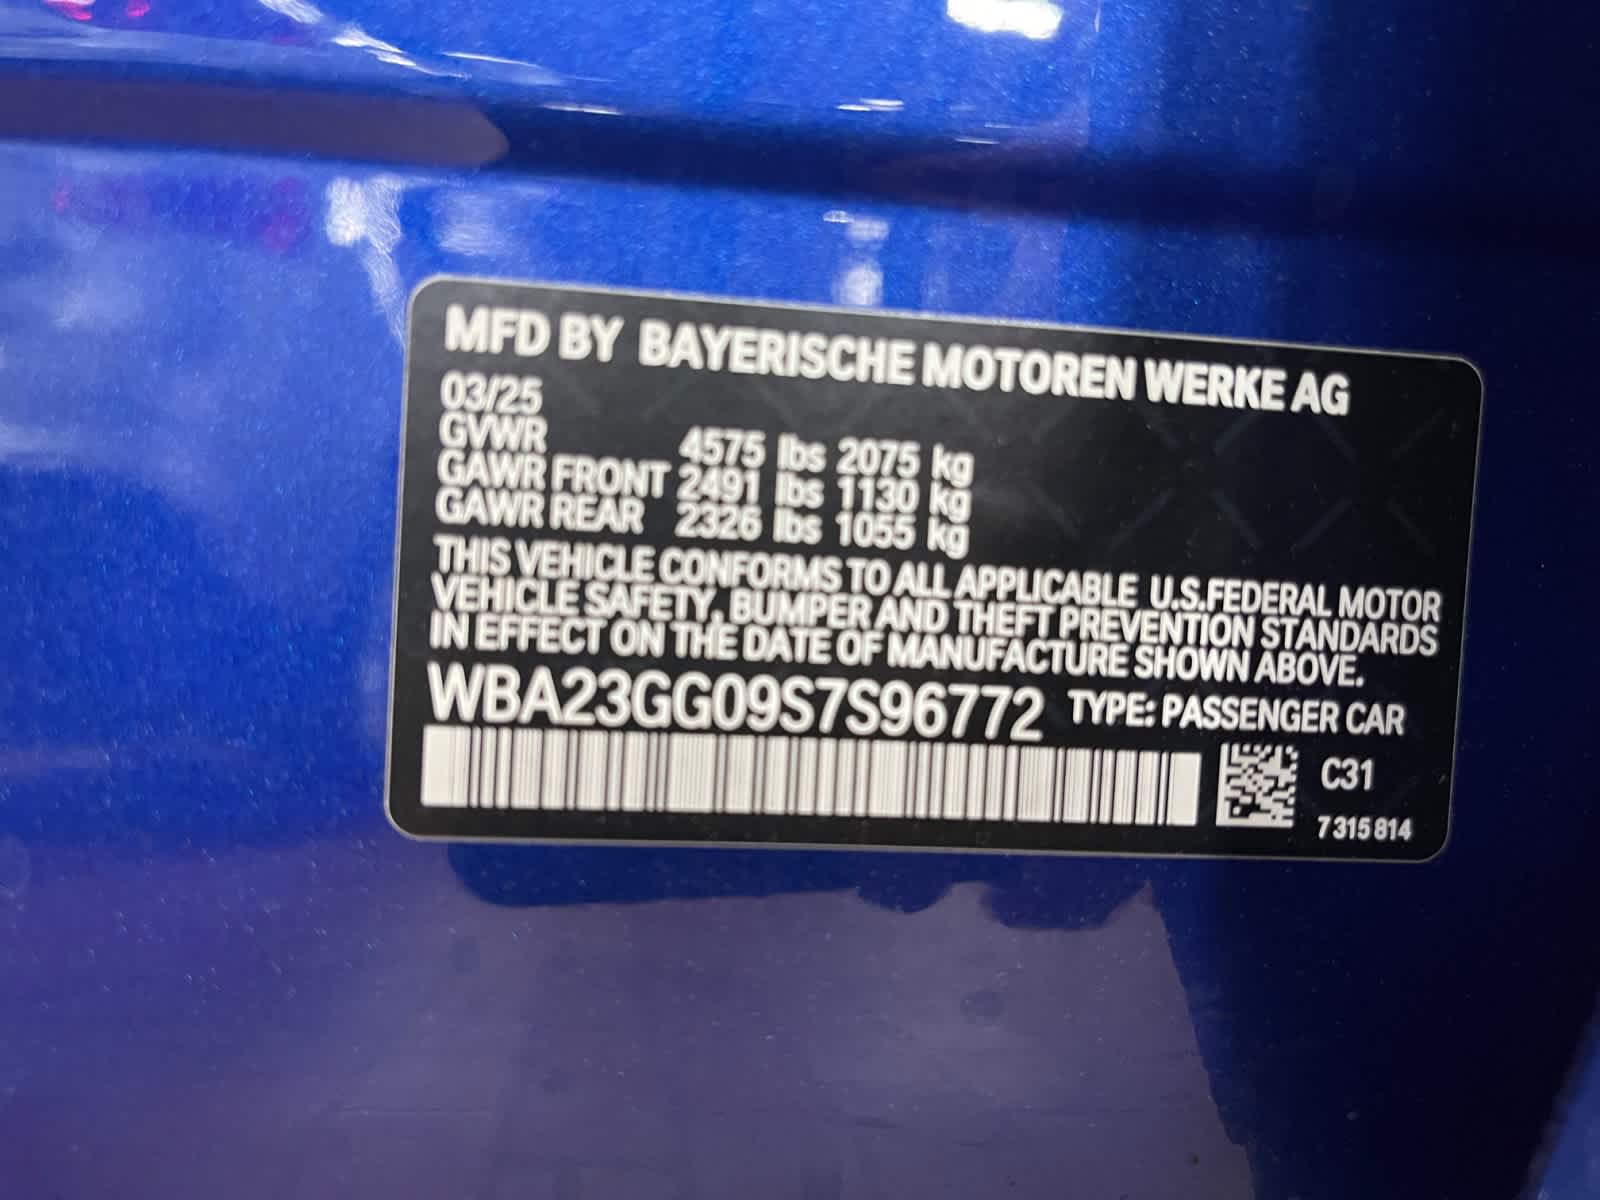 MFD BY BAYERISCHE MOTOREN WERKE AG
03/25
GVWR 4575 lbs 2075 kg
GAWR FRONT 2491 lbs 1130 kg
GAWR REAR 2326 lbs 1055 kg
THIS VEHICLE CONFORMS TO ALL APPLICABLE U.S.FEDERAL MOTOR
VEHICLE SAFETY, BUMPER AND THEFT PREVENTION STANDARDS
IN EFFECT ON THE DATE OF MANUFACTURE SHOWN ABOVE.
WBA23GG09S7S96772 TYPE: PASSENGER CAR
C31
7 315 814